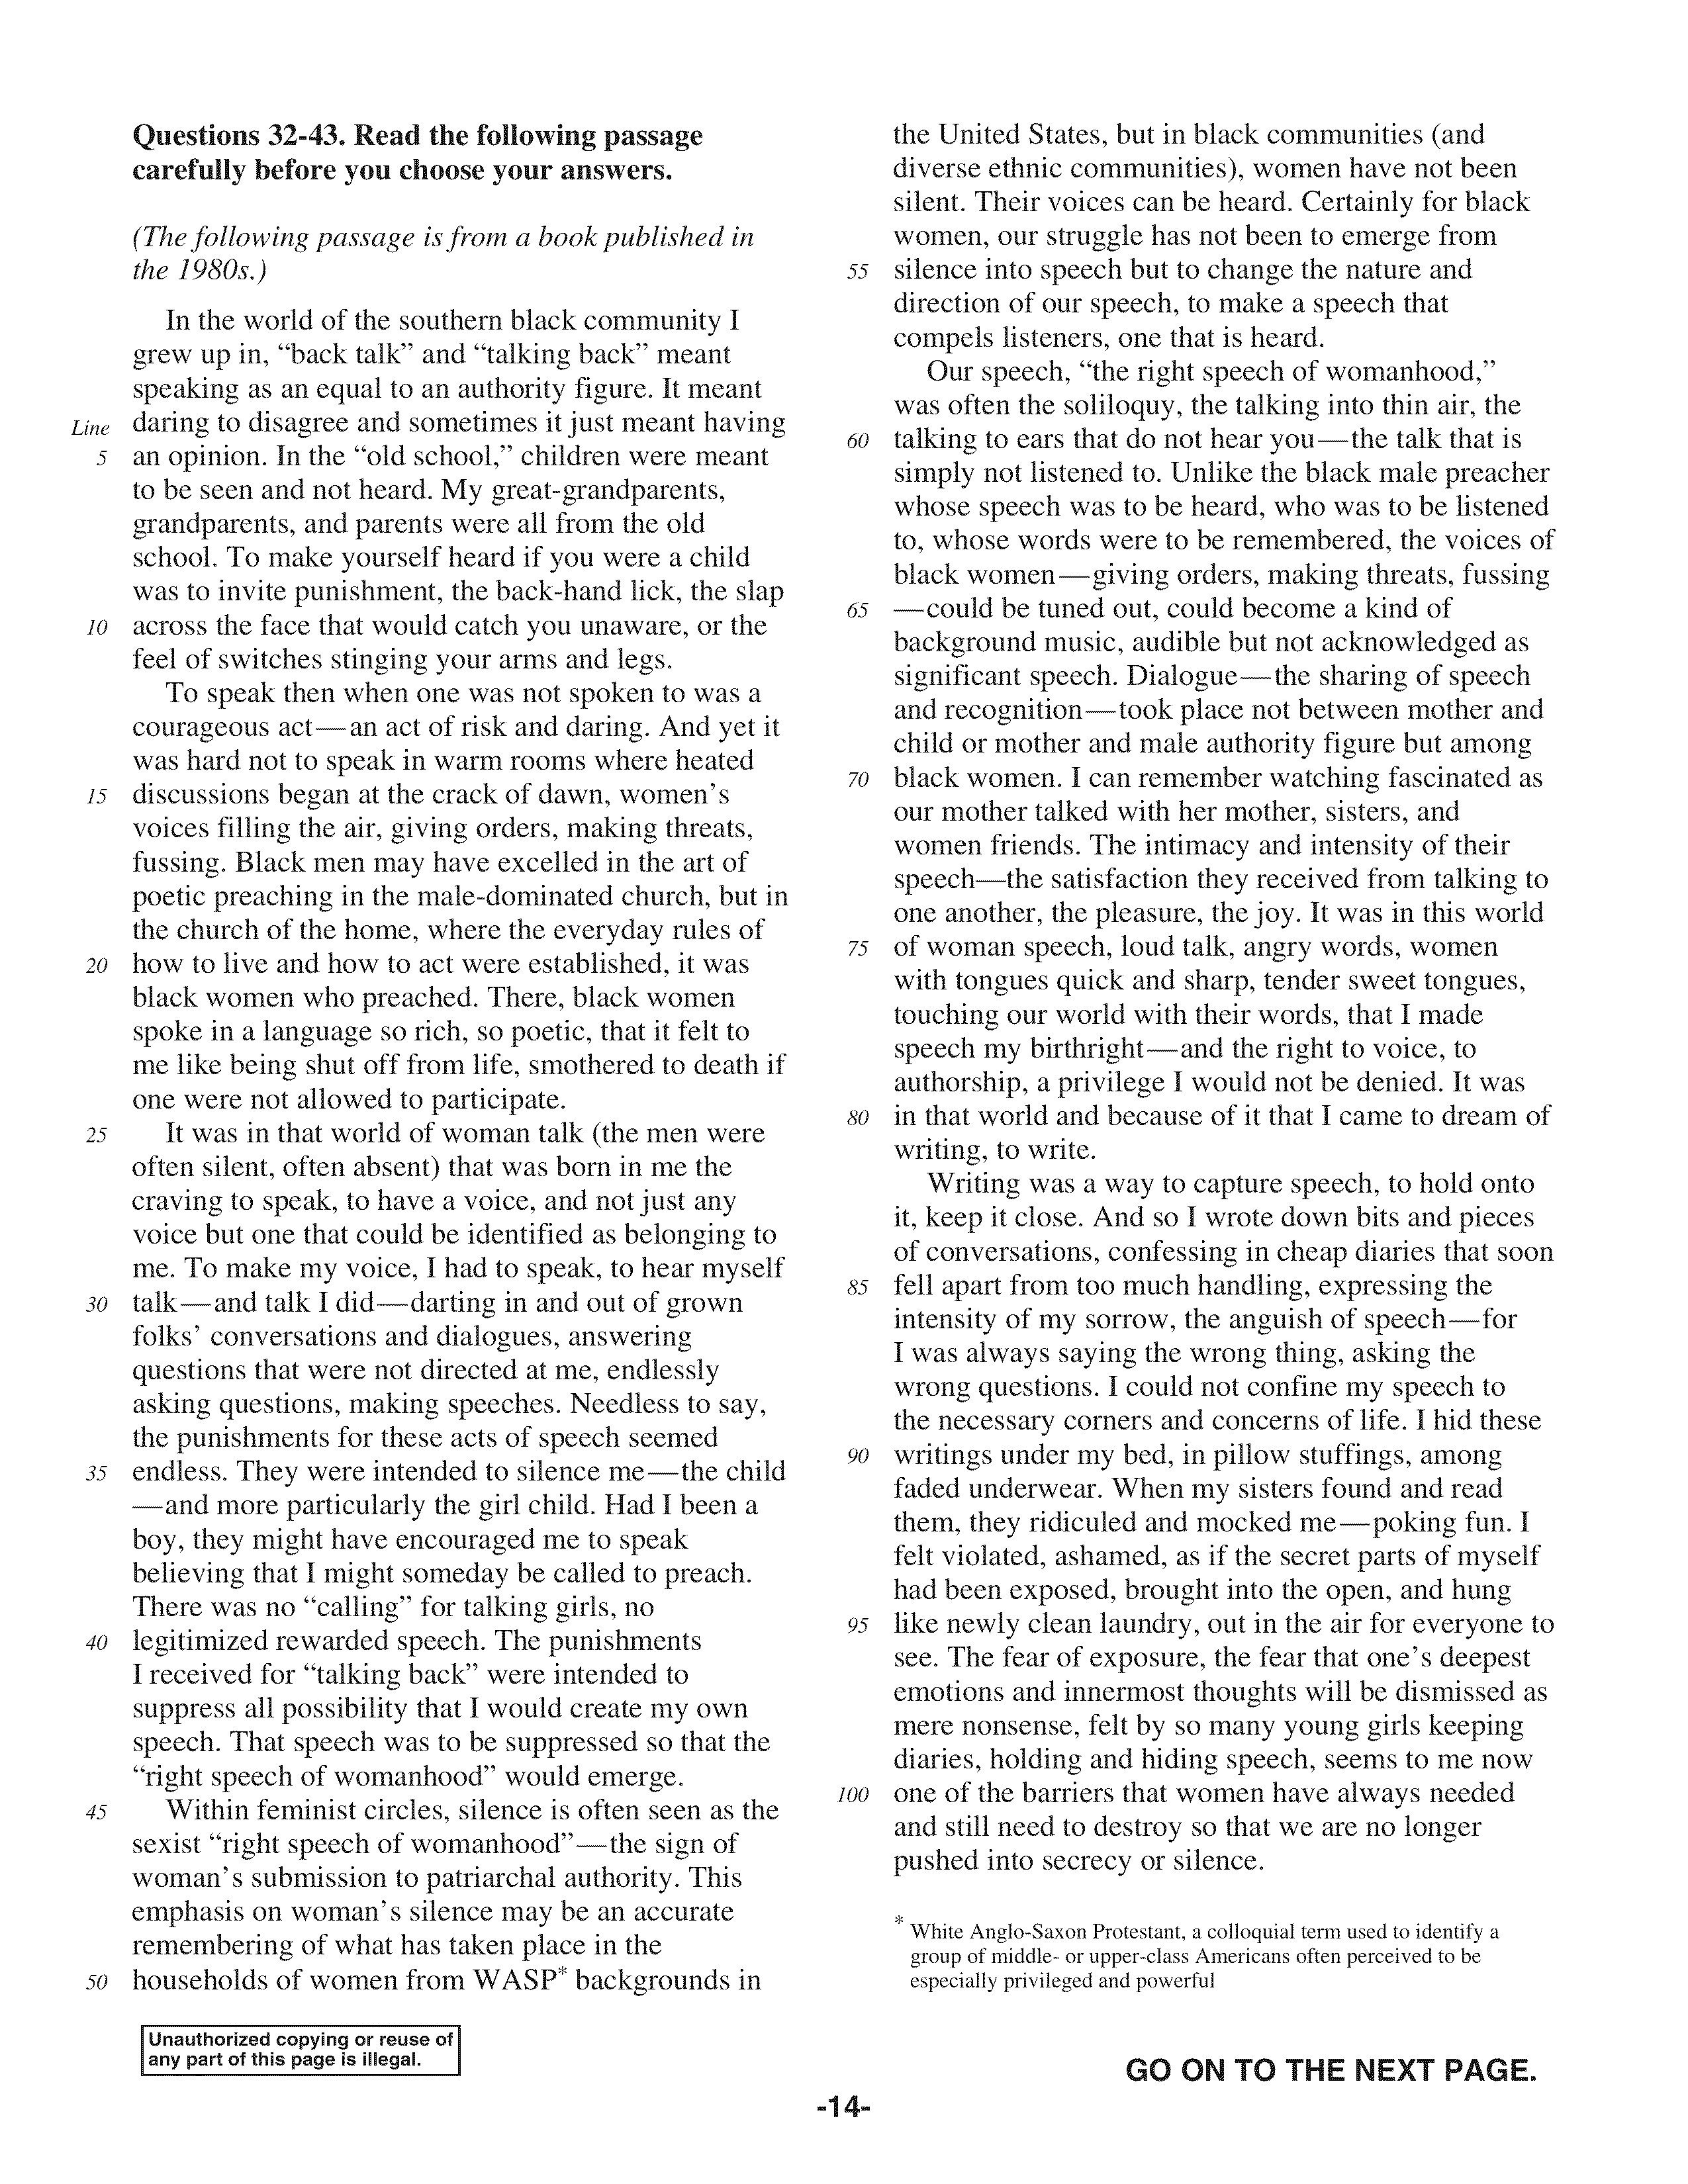 Questions 32-43. Read the following passage
carefully before you choose your answers.
(The following passage is from a book published in
the 1980s.)
In the world of the southern black community I
grew up in, “back talk” and “talking back” meant
speaking as an equal to an authority figure. It meant
Line daring to disagree and sometimes it just meant having
5 an opinion. In the “old school,” children were meant
to be seen and not heard. My great-grandparents,
grandparents, and parents were all from the old
school. To make yourself heard if you were a child
was to invite punishment, the back-hand lick, the slap
10 across the face that would catch you unaware, or the
feel of switches stinging your arms and legs.
To speak then when one was not spoken to was a
courageous act—an act of risk and daring. And yet it
was hard not to speak in warm rooms where heated
15 discussions began at the crack of dawn, women’s
voices filling the air, giving orders, making threats,
fussing. Black men may have excelled in the art of
poetic preaching in the male-dominated church, but in
the church of the home, where the everyday rules of
20 how to live and how to act were established, it was
black women who preached. There, black women
spoke in a language so rich, so poetic, that it felt to
me like being shut off from life, smothered to death if
one were not allowed to participate.
25 It was in that world of woman talk (the men were
often silent, often absent) that was born in me the
craving to speak, to have a voice, and not just any
voice but one that could be identified as belonging to
me. To make my voice, I had to speak, to hear myself
30 talk—and talk I did—darting in and out of grown
folks’ conversations and dialogues, answering
questions that were not directed at me, endlessly
asking questions, making speeches. Needless to say,
the punishments for these acts of speech seemed
35 endless. They were intended to silence me—the child
—and more particularly the girl child. Had I been a
boy, they might have encouraged me to speak
believing that I might someday be called to preach.
There was no “calling” for talking girls, no
40 legitimized rewarded speech. The punishments
I received for “talking back” were intended to
suppress all possibility that I would create my own
speech. That speech was to be suppressed so that the
“right speech of womanhood” would emerge.
45 Within feminist circles, silence is often seen as the
sexist “right speech of womanhood”—the sign of
woman’s submission to patriarchal authority. This
emphasis on woman’s silence may be an accurate
remembering of what has taken place in the
50 households of women from WASP* backgrounds in
the United States, but in black communities (and
diverse ethnic communities), women have not been
silent. Their voices can be heard. Certainly for black
women, our struggle has not been to emerge from
55 silence into speech but to change the nature and
direction of our speech, to make a speech that
compels listeners, one that is heard.
Our speech, “the right speech of womanhood,”
was often the soliloquy, the talking into thin air, the
60 talking to ears that do not hear you—the talk that is
simply not listened to. Unlike the black male preacher
whose speech was to be heard, who was to be listened
to, whose words were to be remembered, the voices of
black women—giving orders, making threats, fussing
65 —could be tuned out, could become a kind of
background music, audible but not acknowledged as
significant speech. Dialogue—the sharing of speech
and recognition—took place not between mother and
child or mother and male authority figure but among
70 black women. I can remember watching fascinated as
our mother talked with her mother, sisters, and
women friends. The intimacy and intensity of their
speech—the satisfaction they received from talking to
one another, the pleasure, the joy. It was in this world
75 of woman speech, loud talk, angry words, women
with tongues quick and sharp, tender sweet tongues,
touching our world with their words, that I made
speech my birthright—and the right to voice, to
authorship, a privilege I would not be denied. It was
80 in that world and because of it that I came to dream of
writing, to write.
Writing was a way to capture speech, to hold onto
it, keep it close. And so I wrote down bits and pieces
of conversations, confessing in cheap diaries that soon
85 fell apart from too much handling, expressing the
intensity of my sorrow, the anguish of speech—for
I was always saying the wrong thing, asking the
wrong questions. I could not confine my speech to
the necessary corners and concerns of life. I hid these
90 writings under my bed, in pillow stuffings, among
faded underwear. When my sisters found and read
them, they ridiculed and mocked me—poking fun. I
felt violated, ashamed, as if the secret parts of myself
had been exposed, brought into the open, and hung
95 like newly clean laundry, out in the air for everyone to
see. The fear of exposure, the fear that one’s deepest
emotions and innermost thoughts will be dismissed as
mere nonsense, felt by so many young girls keeping
diaries, holding and hiding speech, seems to me now
100 one of the barriers that women have always needed
and still need to destroy so that we are no longer
pushed into secrecy or silence.
* White Anglo-Saxon Protestant, a colloquial term used to identify a
group of middle- or upper-class Americans often perceived to be
especially privileged and powerful
Unauthorized copying or reuse of
any part of this page is illegal.
GO ON TO THE NEXT PAGE.
-14-